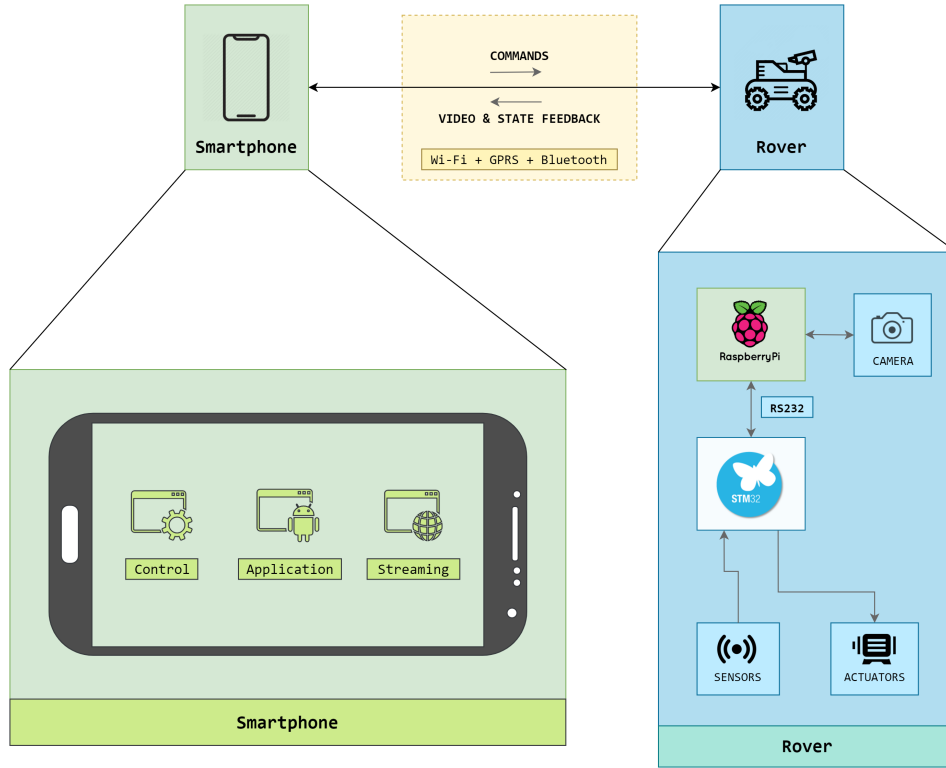 COMMANDS
VIDEO & STATE FEEDBACK
Wi-Fi + GPRS + Bluetooth
Smartphone
Rover
RaspberryPi
CAMERA
RS232
STM32
Control
Application
Streaming
SENSORS
ACTUATORS
Smartphone
Rover